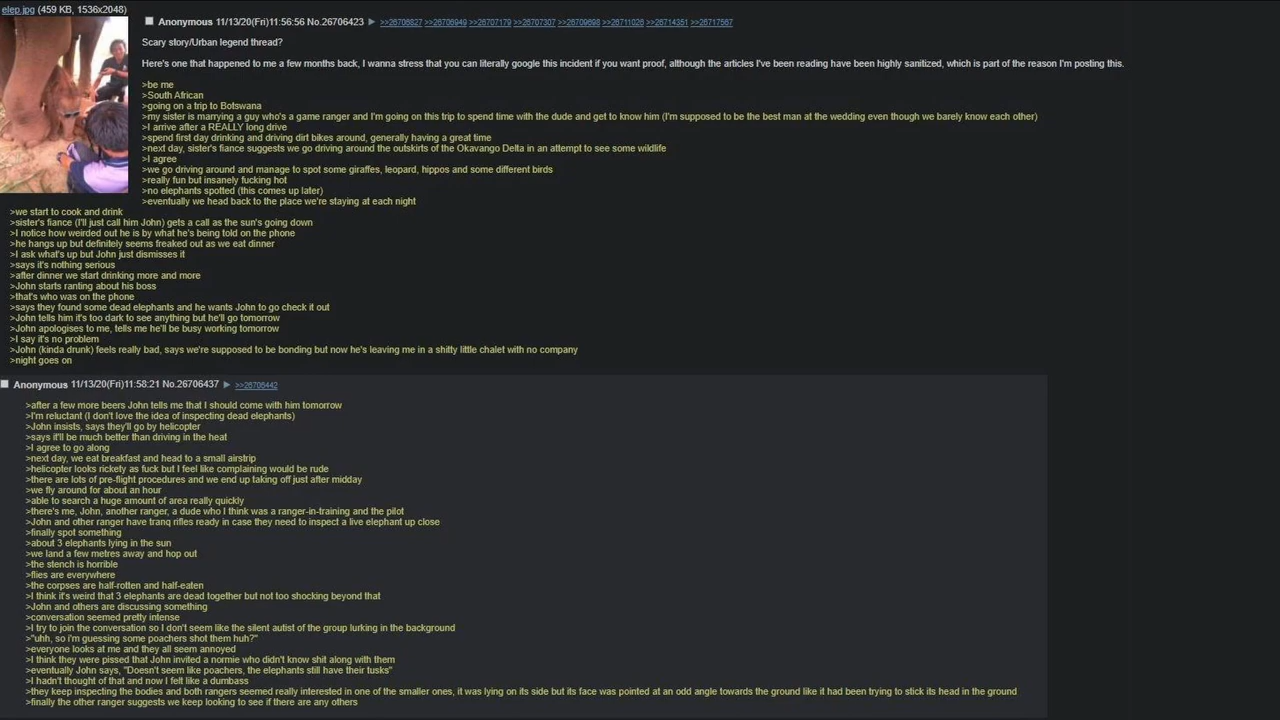 elep.jpg (459 KB, 1536x2048)
Anonymous 11/13/20(Fri)11:56:56 No.26706423 ▶ >>26706827 >>26706949 >>26707179 >>26707307 >>26709698 >>26711026 >>26714351 >>26717567
Scary story/Urban legend thread?
Here's one that happened to me a few months back, I wanna stress that you can literally google this incident if you want proof, although the articles I've been reading have been highly sanitized, which is part of the reason I'm posting this.
>be me
>South African
>going on a trip to Botswana
>my sister is marrying a guy who's a game ranger and I'm going on this trip to spend time with the dude and get to know him (I'm supposed to be the best man at the wedding even though we barely know each other)
>I arrive after a REALLY long drive
>spend first day drinking and driving dirt bikes around, generally having a great time
>next day, sister's fiance suggests we go driving around the outskirts of the Okavango Delta in an attempt to see some wildlife
>I agree
>we go driving around and manage to spot some giraffes, leopard, hippos and some different birds
>really fun but insanely fucking hot
>no elephants spotted (this comes up later)
>eventually we head back to the place we're staying at each night
>we start to cook and drink
>sister's fiance (I'll just call him John) gets a call as the sun's going down
>I notice how weirded out he is by what he's being told on the phone
>he hangs up but definitely seems freaked out as we eat dinner
>I ask what's up but John just dismisses it
>says it's nothing serious
>after dinner we start drinking more and more
>John starts ranting about his boss
>that's who was on the phone
>says they found some dead elephants and he wants John to go check it out
>John tells him it's too dark to see anything but he'll go tomorrow
>John apologises to me, tells me he'll be busy working tomorrow
>I say it's no problem
>John (kinda drunk) feels really bad, says we're supposed to be bonding but now he's leaving me in a shitty little chalet with no company
>night goes on
Anonymous 11/13/20(Fri)11:58:21 No.26706437 ▶ >>26706442
>after a few more beers John tells me that I should come with him tomorrow
>I'm reluctant (I don't love the idea of inspecting dead elephants)
>John insists, says they'll go by helicopter
>says it'll be much better than driving in the heat
>I agree to go along
>next day, we eat breakfast and head to a small airstrip
>helicopter looks rickety as fuck but I feel like complaining would be rude
>there are lots of pre-flight procedures and we end up taking off just after midday
>we fly around for about an hour
>able to search a huge amount of area really quickly
>there's me, John, another ranger, a dude who I think was a ranger-in-training and the pilot
>John and other ranger have tranq rifles ready in case they need to inspect a live elephant up close
>finally spot something
>about 3 elephants lying in the sun
>we land a few metres away and hop out
>the stench is horrible
>flies are everywhere
>the corpses are half-rotten and half-eaten
>I think it's weird that 3 elephants are dead together but not too shocking beyond that
>John and others are discussing something
>conversation seemed pretty intense
>I try to join the conversation so I don't seem like the silent autist of the group lurking in the background
>"uhh, so i'm guessing some poachers shot them huh?"
>everyone looks at me and they all seem annoyed
>I think they were pissed that John invited a normie who didn't know shit along with them
>eventually John says, "Doesn't seem like poachers, the elephants still have their tusks"
>I hadn't thought of that and now I felt like a dumbass
>they keep inspecting the bodies and both rangers seemed really interested in one of the smaller ones, it was lying on its side but its face was pointed at an odd angle towards the ground like it had been trying to stick its head in the ground
>finally the other ranger suggests we keep looking to see if there are any others